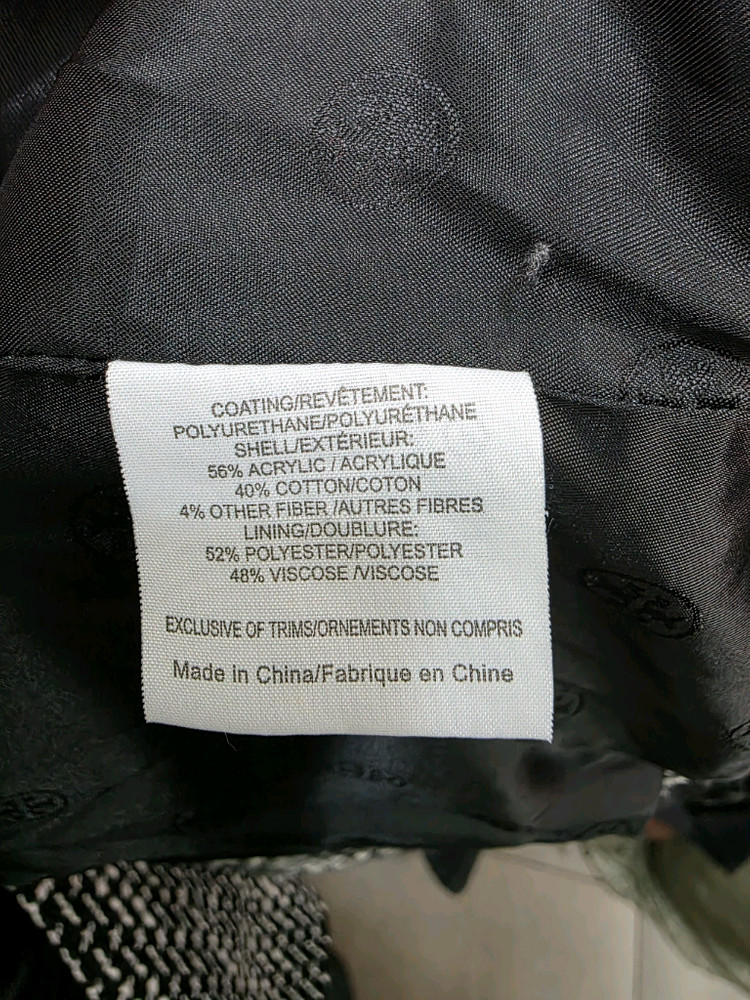 COATING/REVÊTEMENT:
POLYURETHANE/POLYURÉTHANE
SHELL/EXTÉRIEUR:
56% ACRYLIC / ACRYLIQUE
40% COTTON/COTON
4% OTHER FIBER /AUTRES FIBRES
LINING/DOUBLURE:
52% POLYESTER/POLYESTER
48% VISCOSE /VISCOSE
EXCLUSIVE OF TRIMS/ORNEMENTS NON COMPRIS
Made in China/Fabrique en Chine